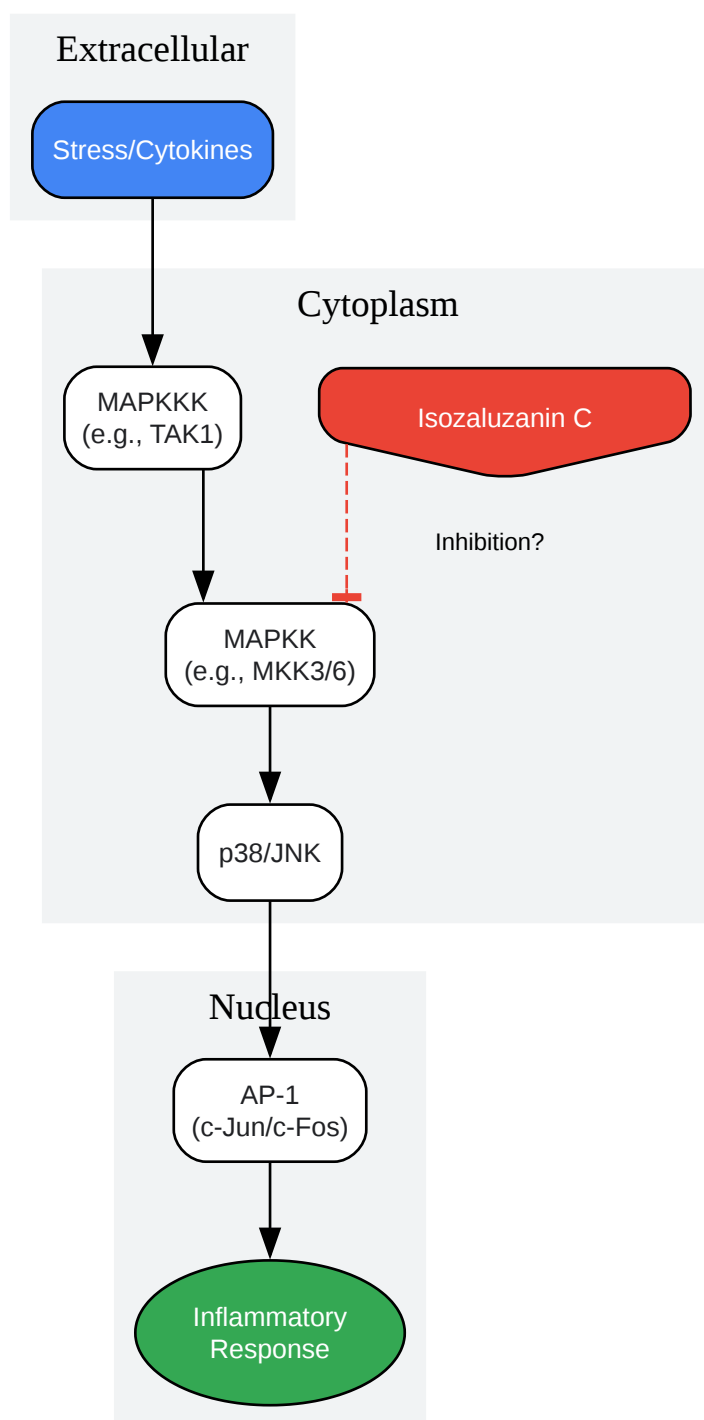 Extracellular
Stress/Cytokines
Cytoplasm
MAPKKK
(e.g., TAK1)
Isozaluzanin C
Inhibition?
MAPKK
(e.g., MKK3/6)
p38/JNK
Nucleus
AP-1
(c-Jun/c-Fos)
Inflammatory
Response